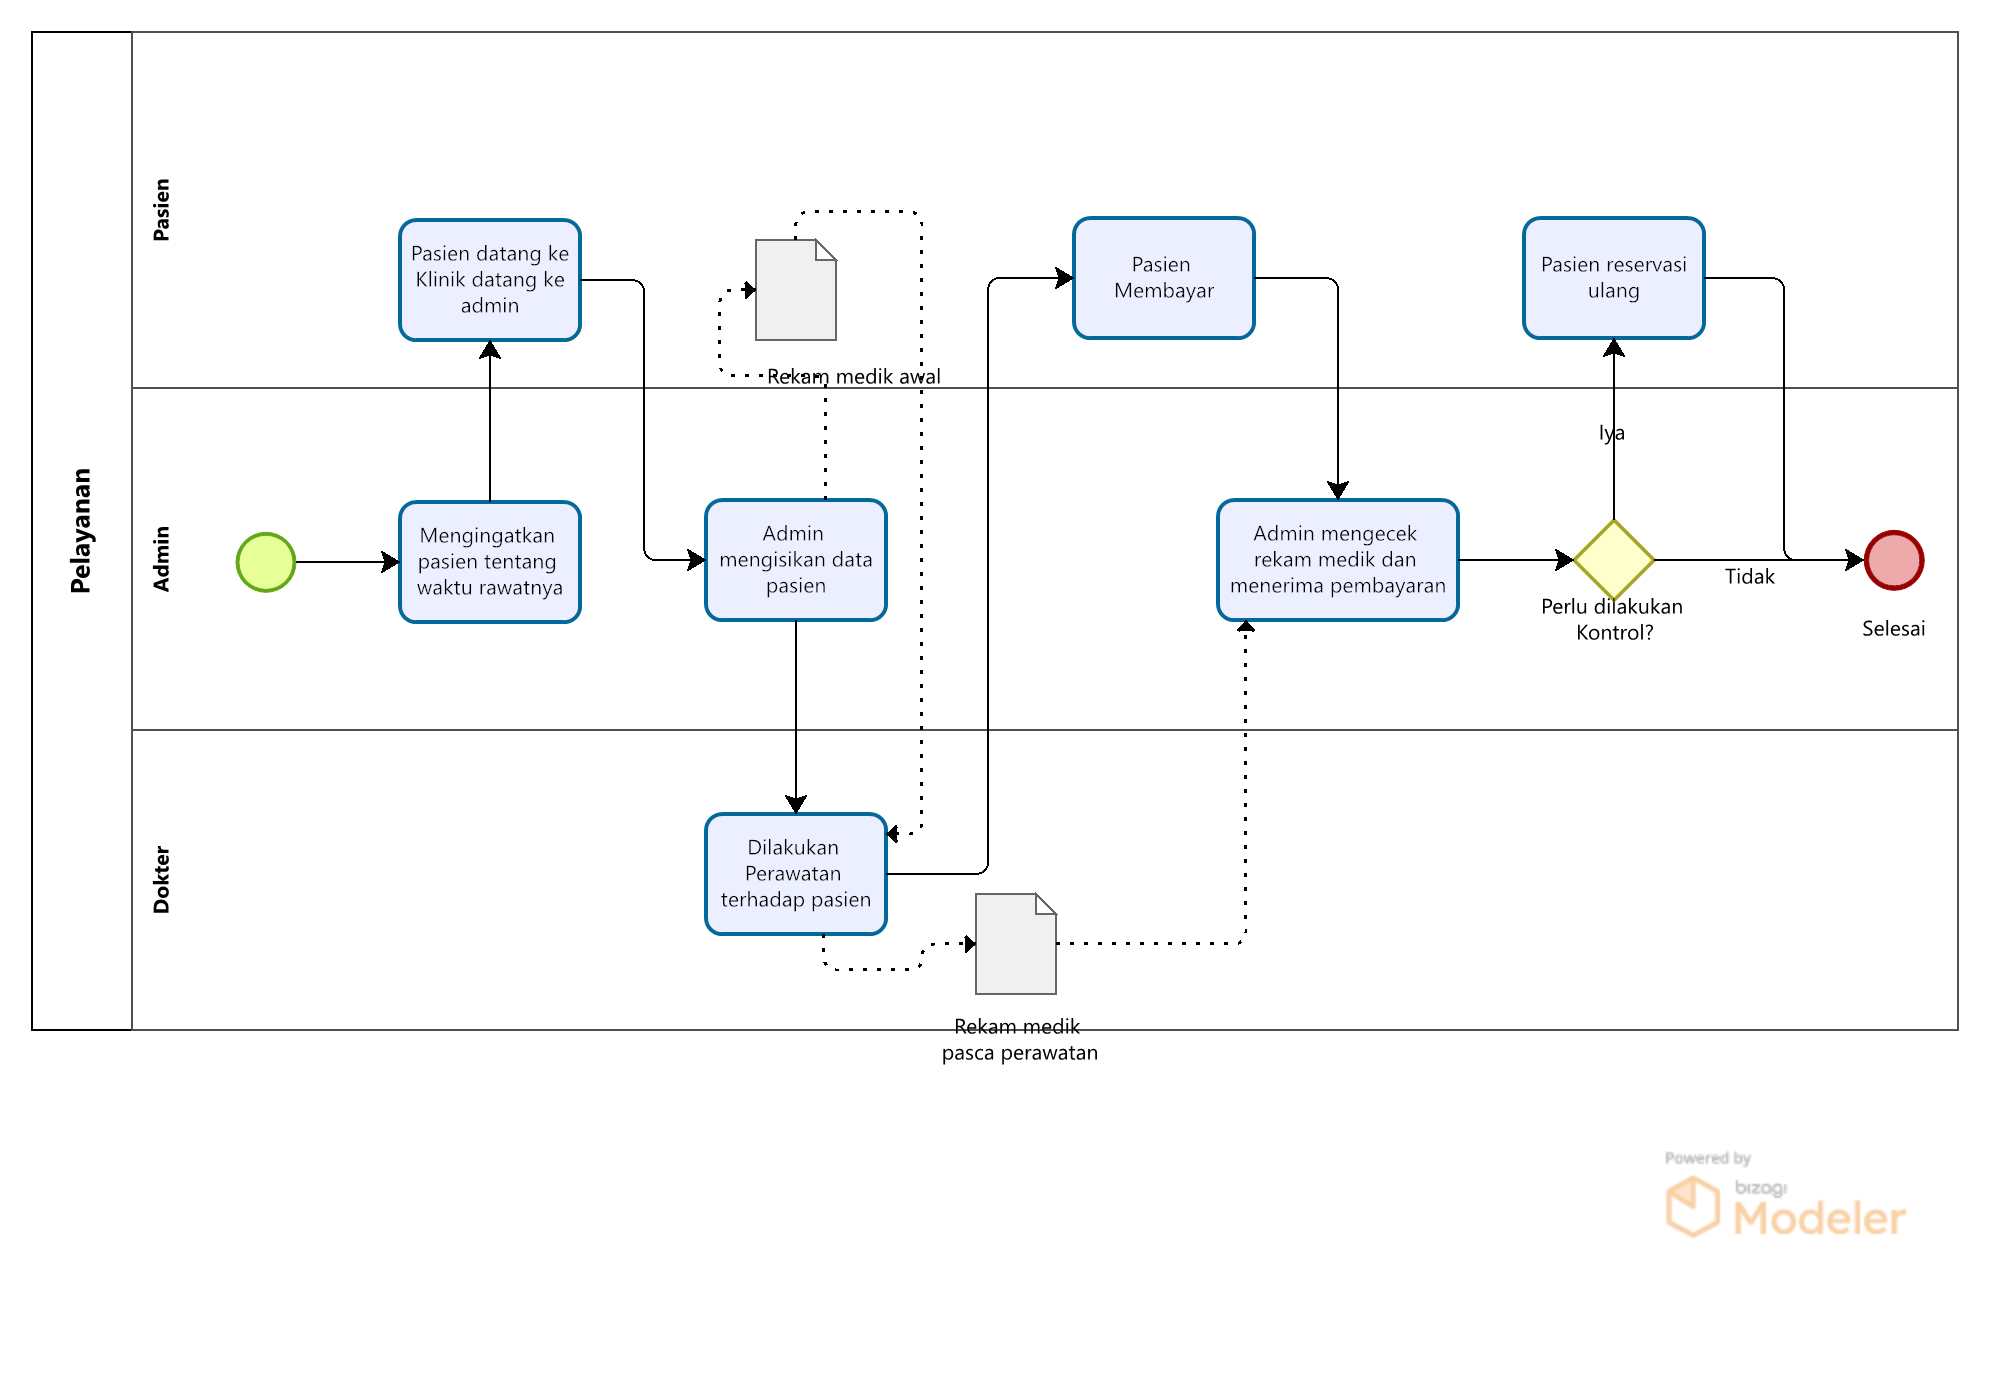 Pelayanan
Pasien
Pasien datang ke
Klinik datang ke
admin
Rekam medik awal
Pasien
Membayar
Pasien reservasi
ulang
Admin
Mengingatkan
pasien tentang
waktu rawatnya
Admin
mengisikan data
pasien
Admin mengecek
rekam medik dan
menerima pembayaran
Iya
Perlu dilakukan
Kontrol?
Tidak
Selesai
Dokter
Dilakukan
Perawatan
terhadap pasien
Rekam medik
pasca perawatan
Powered by
bizagi
Modeler